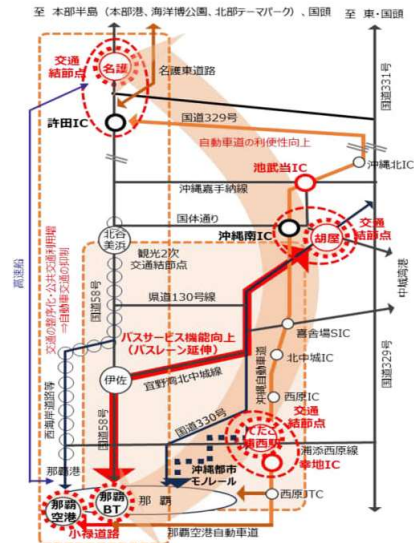 至 本部半島（本部港、海洋博公園、北部テーマパーク）、国頭
至 東・国頭
交通
結節点
名護
名護東道路
国道331号
許田IC
国道329号
自動車道の利便性向上
沖縄北IC
池武当IC
沖縄嘉手納線
国体通り
沖縄南IC
胡屋
交通
結節点
北谷
美浜
観光2次
交通結節点
高速船
交通の整序化・公共交通利用増
⇒自動車交通の抑制
国道58号
県道130号線
中城湾港
バスサービス機能向上
（バスレーン延伸）
喜舎場SIC
北中城IC
伊佐
宜野湾北中城線
沖縄自動車道
西原IC
国道329号
西海岸道路等
国道58号
国道330号
交通
結節点
てだこ
浦西駅
浦添西原線
幸地IC
那覇港
沖縄都市
モノレール
那覇
空港
那覇
BT
那 覇
西原JTC
小禄道路
那覇空港自動車道